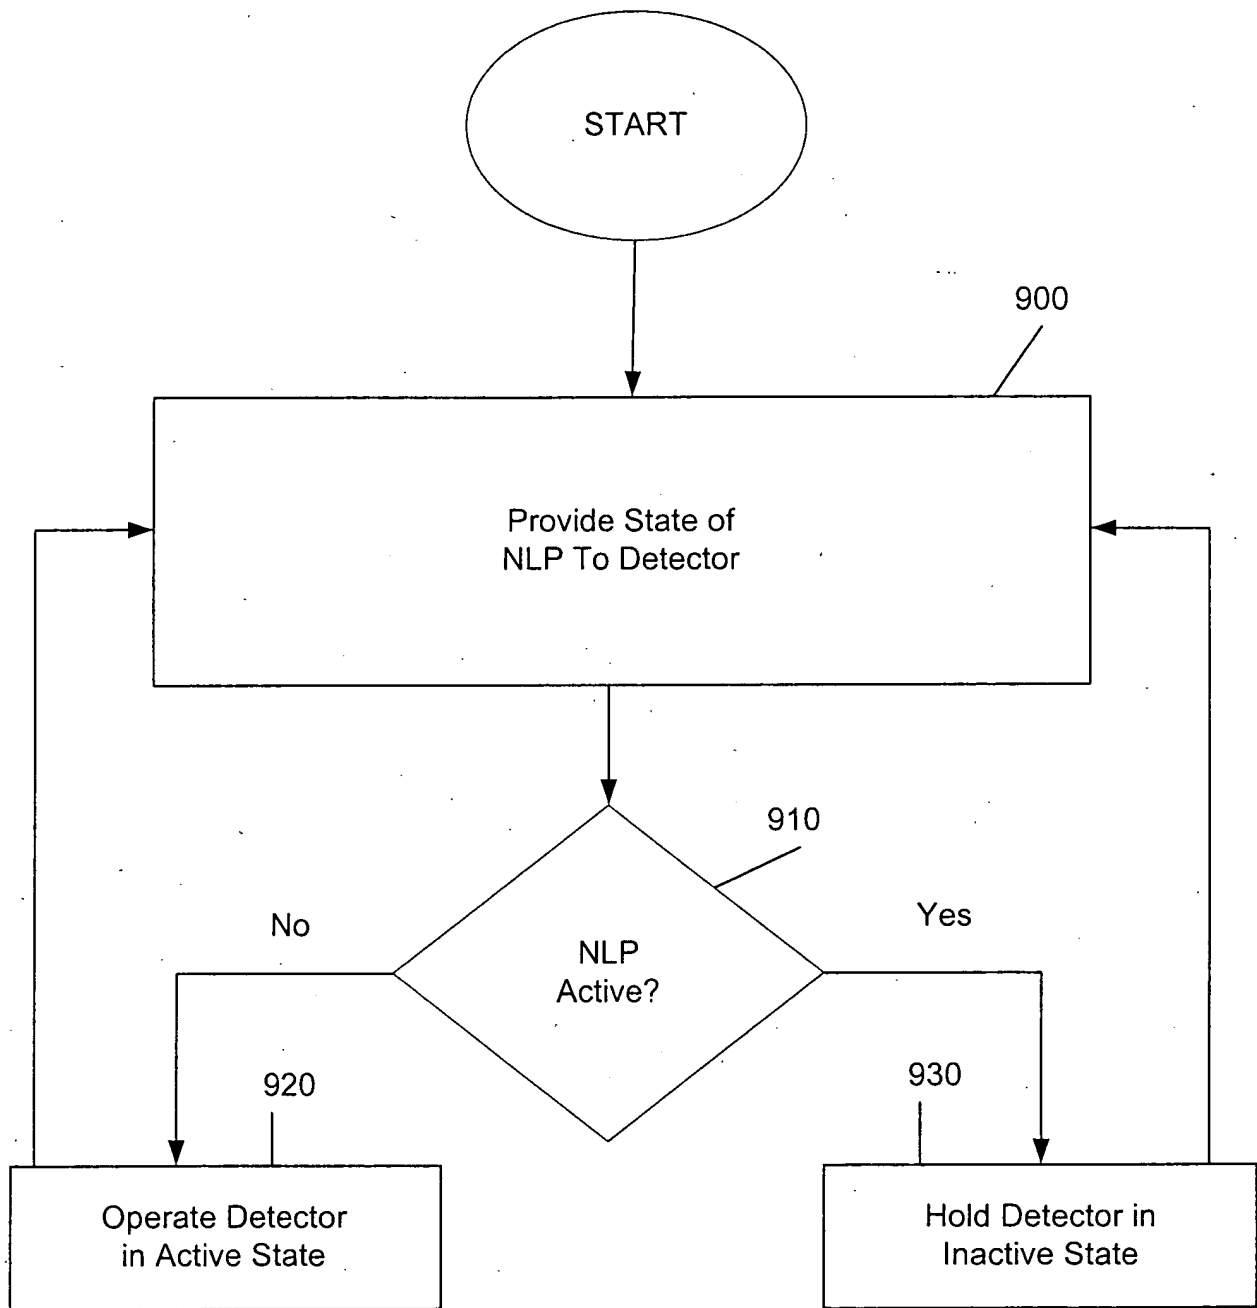 START
900
Provide State of
NLP To Detector
910
No
Yes
NLP
Active?
920
930
Operate Detector
in Active State
Hold Detector in
Inactive State